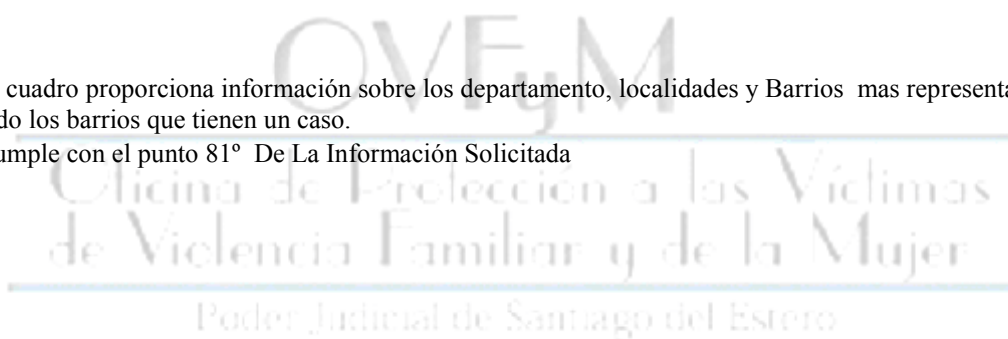 OVFyM
cuadro proporciona información sobre los departamento, localidades y Barrios mas
do los barrios que tienen un caso.
umple con el punto 81º De La Información Solicitada
Oficina de Protección a las Víctimas
de Violencia Familiar y de la Mujer
Poder Judicial de Santiago del Estero